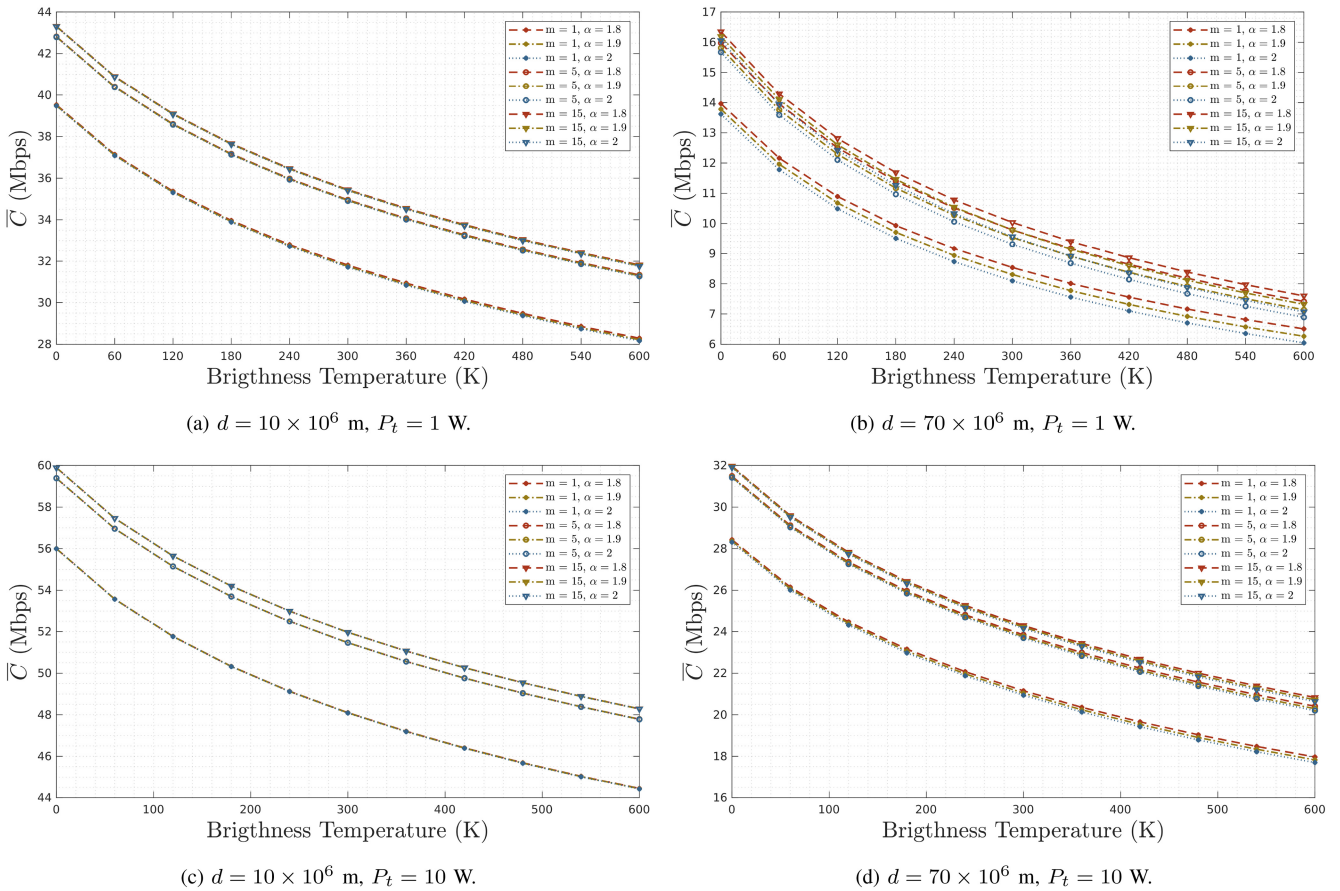 44
42
40
38
36
34
32
30
28
0 60 120 180 240 300 360 420 480 540 600
C̅ (Mbps)
Brigthness Temperature (K)
m = 1, α = 1.8
m = 1, α = 1.9
m = 1, α = 2
m = 5, α = 1.8
m = 5, α = 1.9
m = 5, α = 2
m = 15, α = 1.8
m = 15, α = 1.9
m = 15, α = 2
(a) d = 10 × 10⁶ m, Pₜ = 1 W.
17
16
15
14
13
12
11
10
9
8
7
6
0 60 120 180 240 300 360 420 480 540 600
C̅ (Mbps)
Brigthness Temperature (K)
m = 1, α = 1.8
m = 1, α = 1.9
m = 1, α = 2
m = 5, α = 1.8
m = 5, α = 1.9
m = 5, α = 2
m = 15, α = 1.8
m = 15, α = 1.9
m = 15, α = 2
(b) d = 70 × 10⁶ m, Pₜ = 1 W.
60
58
56
54
52
50
48
46
44
0 100 200 300 400 500 600
C̅ (Mbps)
Brigthness Temperature (K)
m = 1, α = 1.8
m = 1, α = 1.9
m = 1, α = 2
m = 5, α = 1.8
m = 5, α = 1.9
m = 5, α = 2
m = 15, α = 1.8
m = 15, α = 1.9
m = 15, α = 2
(c) d = 10 × 10⁶ m, Pₜ = 10 W.
32
30
28
26
24
22
20
18
16
0 100 200 300 400 500 600
C̅ (Mbps)
Brigthness Temperature (K)
m = 1, α = 1.8
m = 1, α = 1.9
m = 1, α = 2
m = 5, α = 1.8
m = 5, α = 1.9
m = 5, α = 2
m = 15, α = 1.8
m = 15, α = 1.9
m = 15, α = 2
(d) d = 70 × 10⁶ m, Pₜ = 10 W.